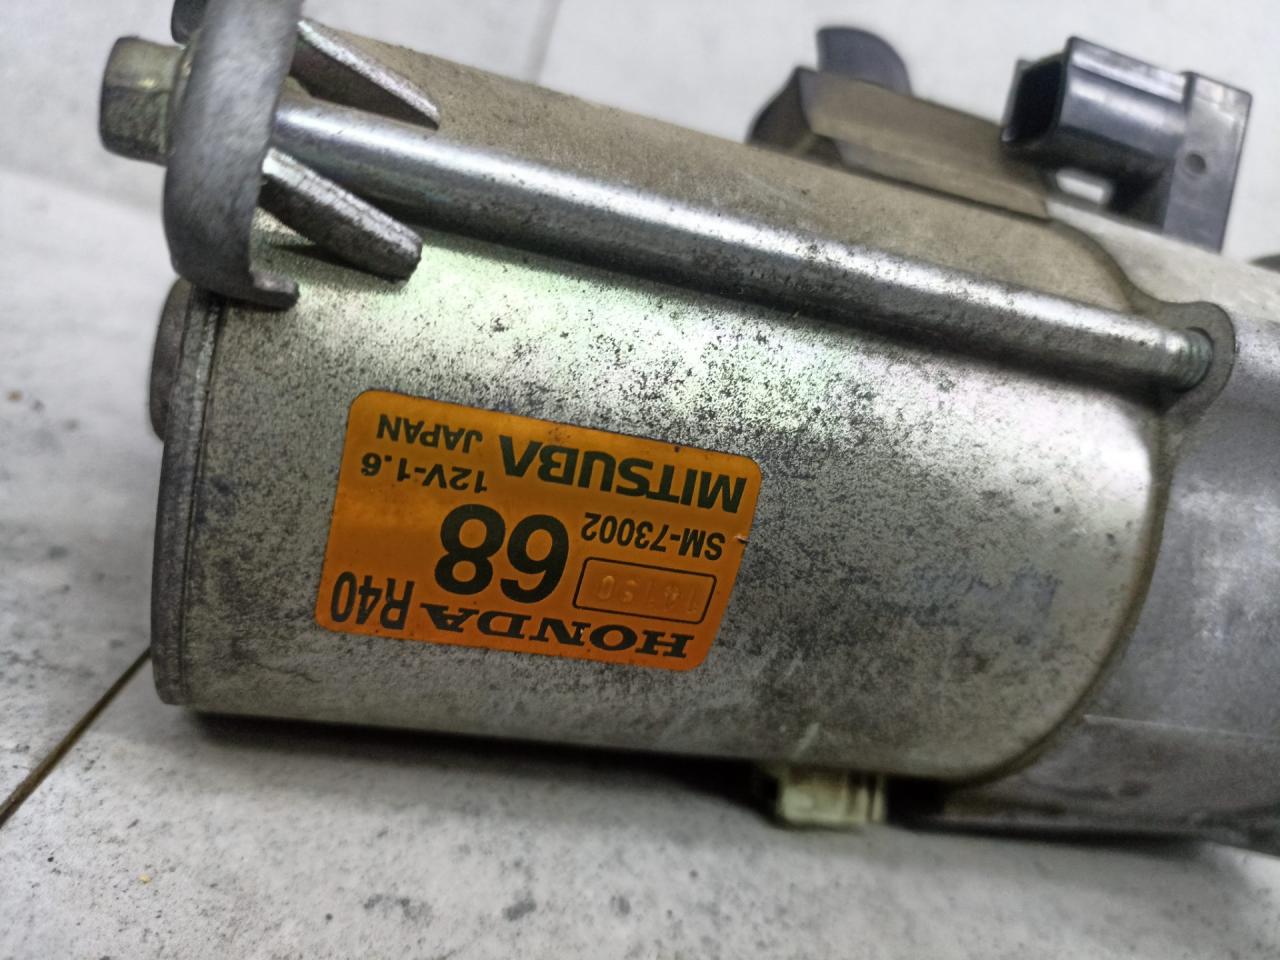 HONDA R40
68
SM-73002
MITSUBA 12V-1.6
JAPAN